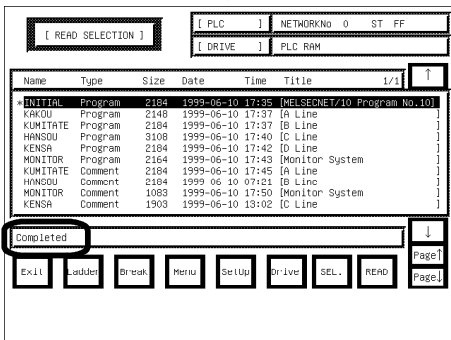 [ READ SELECTION ]
[ PLC ] NETWORKNo 0 ST FF
[ DRIVE ] PLC RAM
Name Type Size Date Time Title 1/1 ↑
*INITIAL Program 2184 1999-06-10 17:35 [MELSECNET/10 Program No.10]
KAKOU Program 2148 1999-06-10 17:37 [A Line ]
KUMITATE Program 2184 1999-06-10 17:37 [B Line ]
HANSOU Program 3108 1999-06-10 17:40 [C Line ]
KENSA Program 2184 1999-06-10 17:42 [D Line ]
MONITOR Program 2164 1999-06-10 17:43 [Monitor System ]
KUMITATE Comment 2184 1999-06-10 17:45 [A Line ]
HANSOU Comment 2184 1999 06 10 07:21 [B Line ]
MONITOR Comment 1083 1999-06-10 17:50 [Monitor System ]
KENSA Comment 1903 1999-06-10 13:02 [C Line ]
Completed ↓
Page↑
Exit Ladder Break Menu SetUp Drive SEL. READ Page↓